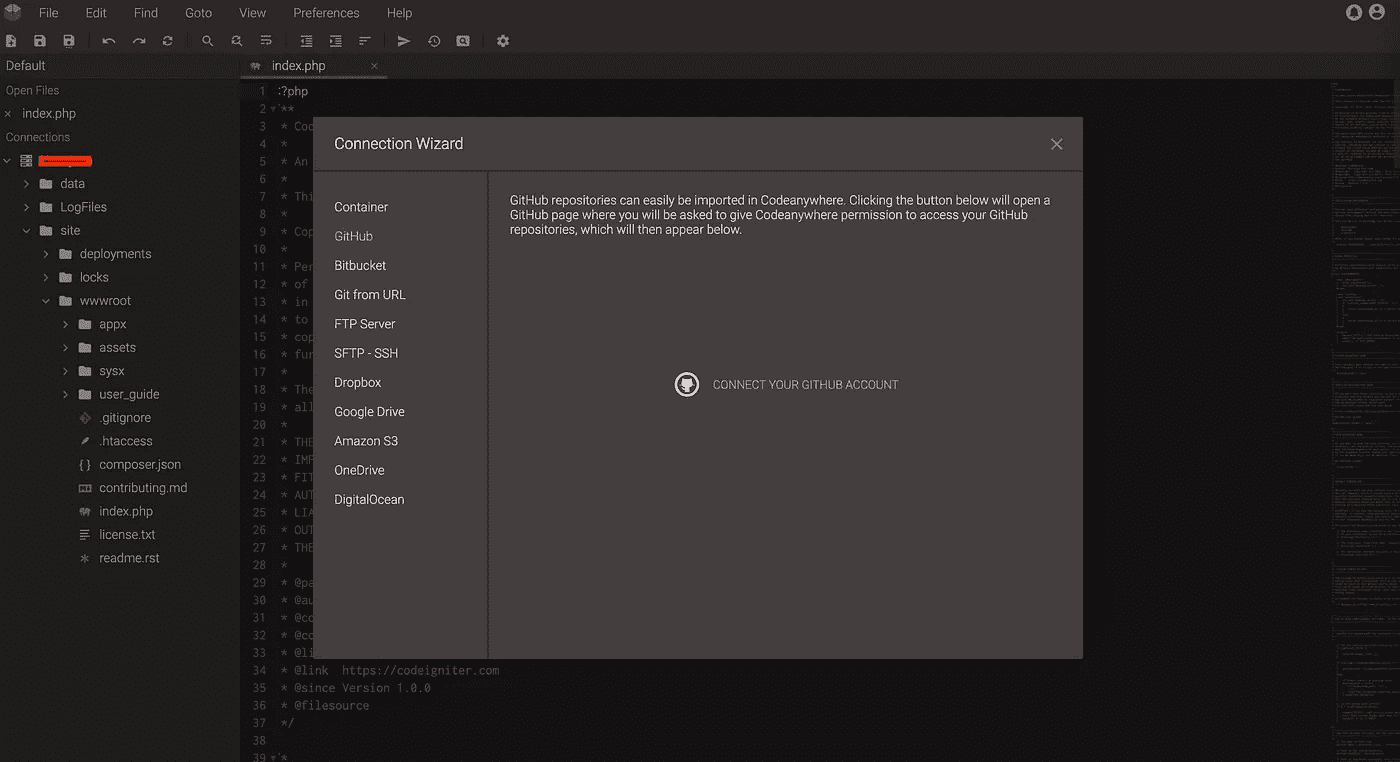 File Edit Find Goto View Preferences Help
Default
index.php
Open Files
index.php
Connections
data
LogFiles
site
deployments
locks
wwwroot
appx
assets
sysx
user_guide
.gitignore
.htaccess
composer.json
contributing.md
index.php
license.txt
readme.rst
1 :?php
2 **
3 * Cod
4 *
5 * An
6 *
7 * Thi
8 *
9 * Cop
10 *
11 * Per
12 * of
13 * in
14 * to
15 * cop
16 * fur
17 *
18 * The
19 * all
20 *
21 * THE
22 * IMP
23 * FIT
24 * AUT
25 * LIA
26 * OUT
27 * THE
28 *
29 * @pa
30 * @au
31 * @co
32 * @co
33 * @li
34 * @link https://codeigniter.com
35 * @since Version 1.0.0
36 * @filesource
37 */
38
39 *
Connection Wizard
Container
GitHub
Bitbucket
Git from URL
FTP Server
SFTP - SSH
Dropbox
Google Drive
Amazon S3
OneDrive
DigitalOcean
GitHub repositories can easily be imported in Codeanywhere. Clicking the button below will open a
GitHub page where you will be asked to give Codeanywhere permission to access your GitHub
repositories, which will then appear below.
CONNECT YOUR GITHUB ACCOUNT